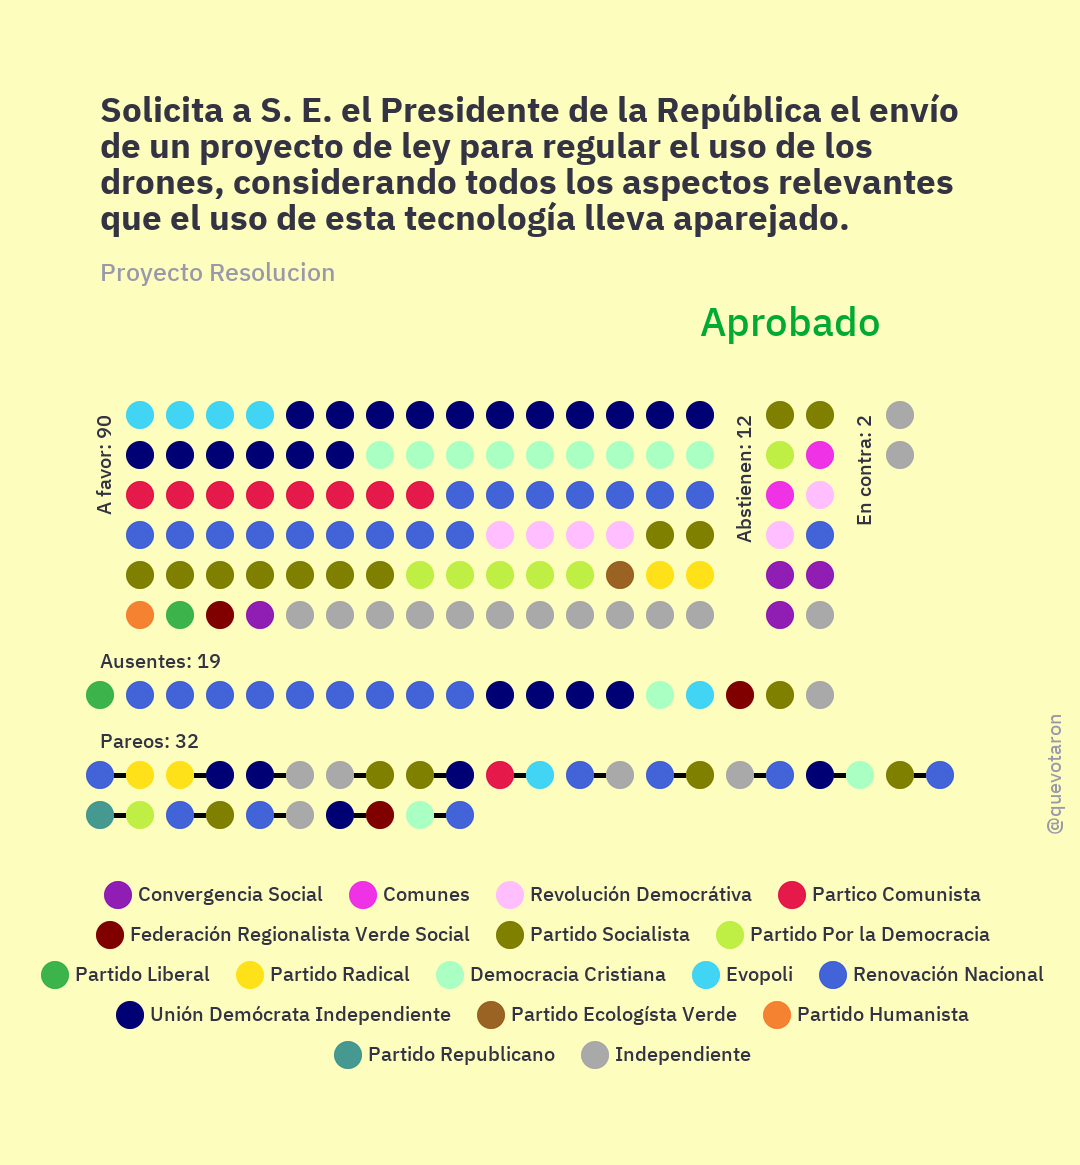 Solicita a S. E. el Presidente de la República el envío
de un proyecto de ley para regular el uso de los
drones, considerando todos los aspectos relevantes
que el uso de esta tecnología lleva aparejado.
Proyecto Resolucion
Aprobado
A favor: 90
Abstienen: 12
En contra: 2
Ausentes: 19
Pareos: 32
@quevotaron
Convergencia Social
Comunes
Revolución Democrátiva
Partico Comunista
Federación Regionalista Verde Social
Partido Socialista
Partido Por la Democracia
Partido Liberal
Partido Radical
Democracia Cristiana
Evopoli
Renovación Nacional
Unión Demócrata Independiente
Partido Ecologísta Verde
Partido Humanista
Partido Republicano
Independiente